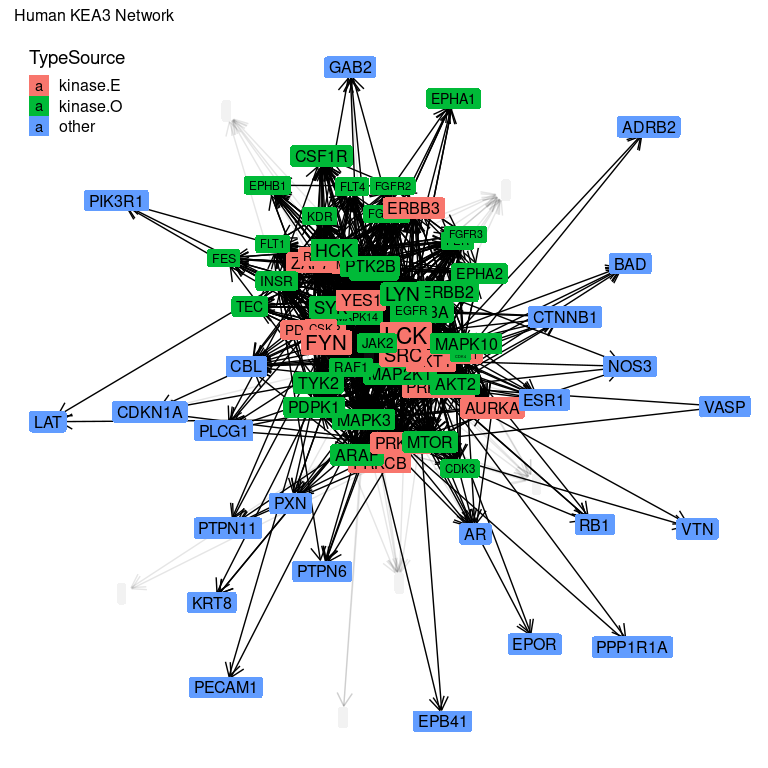 Human KEA3 Network
TypeSource
a kinase.E
a kinase.O
a other
GAB2
EPHA1
ADRB2
CSF1R
EPHB1
FLT4
FGFR2
PIK3R1
KDR
ERBB3
FGFR3
FLT1
HCK
FES
PTK2B
BAD
EPHA2
INSR
LYN
ERBB2
YES1
TEC
EGFR
CTNNB1
MAPK14
FYN
SRC
JAK2
MAPK10
CBL
RAF1
NOS3
TYK2
MAP2K1
AKT2
ESR1
LAT
CDKN1A
PDPK1
AURKA
VASP
PLCG1
MAPK3
MTOR
ARAF
CDK3
PXN
PTPN11
AR
RB1
VTN
PTPN6
KRT8
EPOR
PPP1R1A
PECAM1
EPB41